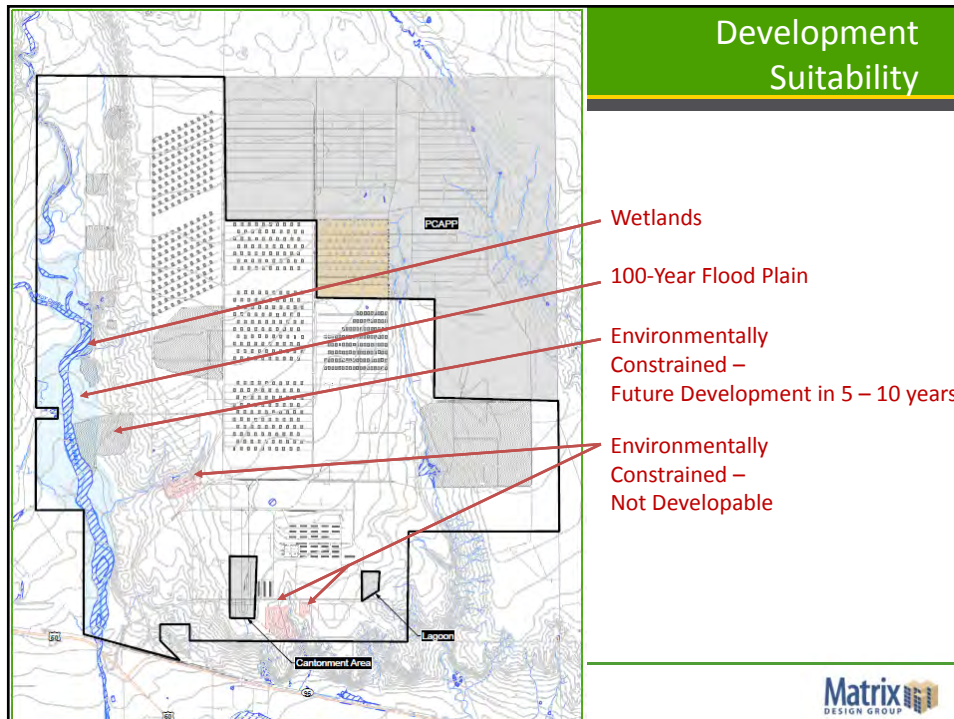 Development
Suitability
Wetlands
PCAPP
100-Year Flood Plain
Environmentally
Constrained –
Future Development in 5 – 10 years
Environmentally
Constrained –
Not Developable
Lagoon
Cantonment Area
Matrix
DESIGN GROUP